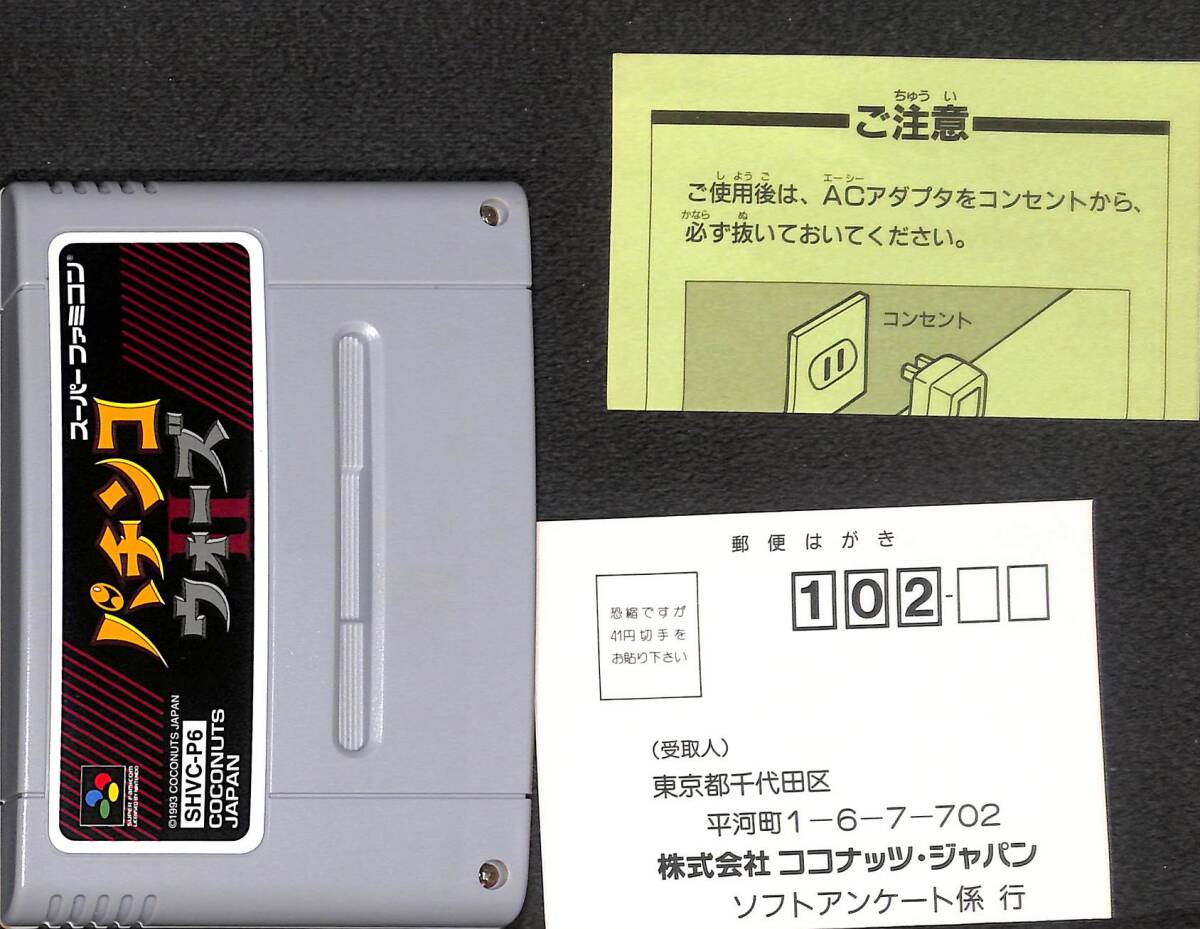 スーパーファミコン®
パチンコ
ウォーズ
II
SUPER FAMICOM
LICENSED BY NINTENDO
©1993 COCONUTS JAPAN
SHVC-P6
COCONUTS
JAPAN
ちゅう い
ご注意
し よう ご エーシー
ご使用後は、ACアダプタをコンセントから、
かなら ぬ
必ず抜いておいてください。
コンセント
郵便はがき
102-
恐縮ですが
41円切手を
お貼り下さい
(受取人)
東京都千代田区
平河町1-6-7-702
株式会社 ココナッツ・ジャパン
ソフトアンケート係 行